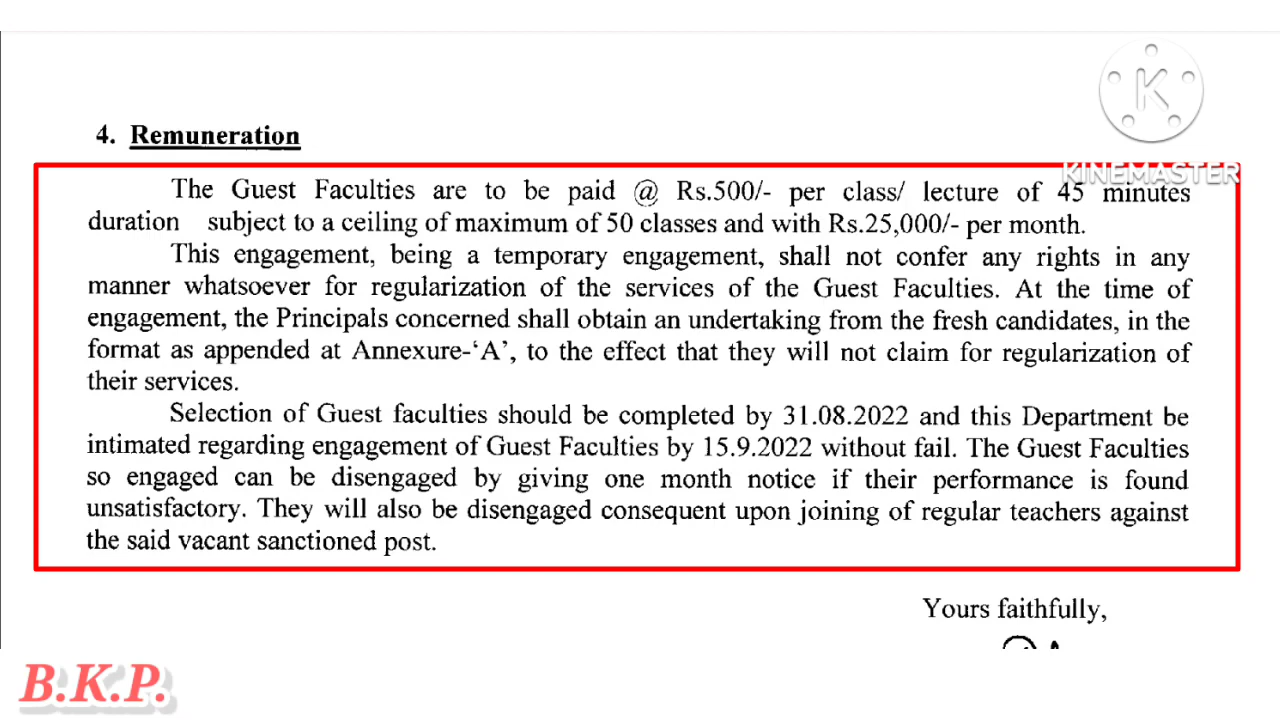 KINEMASTER
4. Remuneration
The Guest Faculties are to be paid @ Rs.500/- per class/ lecture of 45 minutes
duration subject to a ceiling of maximum of 50 classes and with Rs.25,000/- per month.
This engagement, being a temporary engagement, shall not confer any rights in any
manner whatsoever for regularization of the services of the Guest Faculties. At the time of
engagement, the Principals concerned shall obtain an undertaking from the fresh candidates, in the
format as appended at Annexure-‘A’, to the effect that they will not claim for regularization of
their services.
Selection of Guest faculties should be completed by 31.08.2022 and this Department be
intimated regarding engagement of Guest Faculties by 15.9.2022 without fail. The Guest Faculties
so engaged can be disengaged by giving one month notice if their performance is found
unsatisfactory. They will also be disengaged consequent upon joining of regular teachers against
the said vacant sanctioned post.
Yours faithfully,
B.K.P.